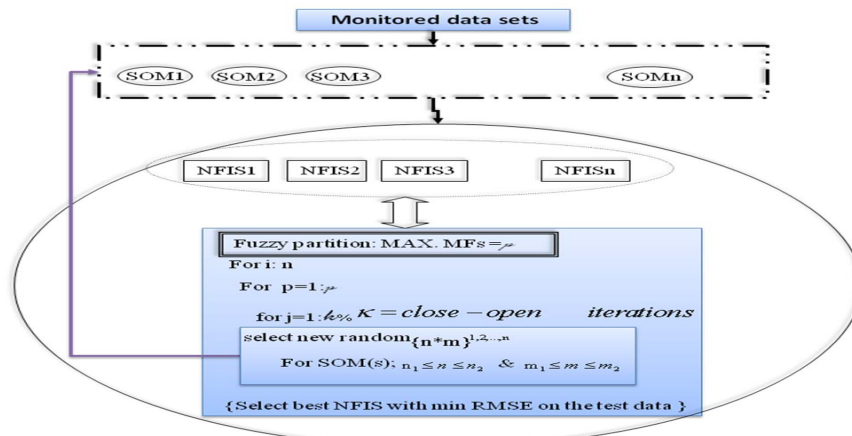 Monitored data sets
SOM1 SOM2 SOM3 SOMn
NFIS1 NFIS2 NFIS3 NFISn
Fuzzy partition: MAX. MFs=𝓅
For i: n
For p=1:𝓅
for j=1:k% K = close – open iterations
select new random{n*m}^1,2,..,n
For SOM(s); n₁ ≤ n ≤ n₂ & m₁ ≤ m ≤ m₂
{Select best NFIS with min RMSE on the test data }